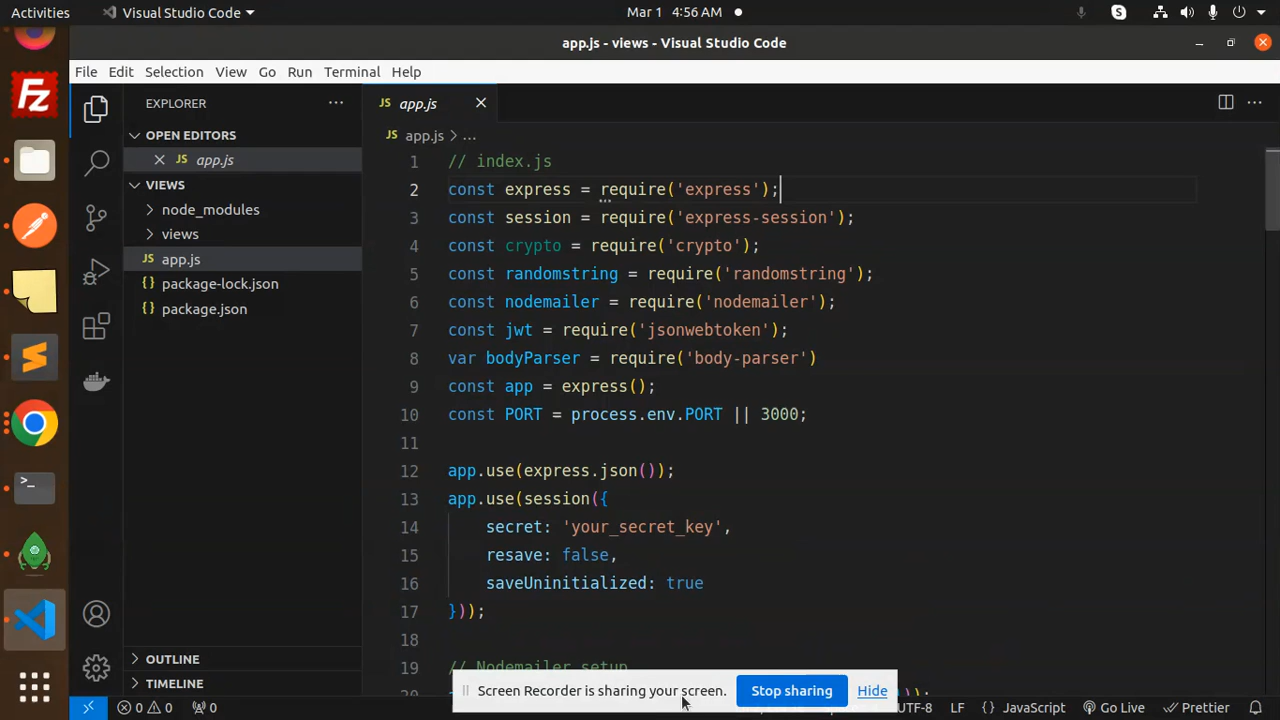 Activities
Visual Studio Code
Mar 1 4:56 AM
app.js - views - Visual Studio Code
File Edit Selection View Go Run Terminal Help
EXPLORER
OPEN EDITORS
JS app.js
VIEWS
node_modules
views
JS app.js
{} package-lock.json
{} package.json
OUTLINE
TIMELINE
JS app.js
JS app.js > ...
1 // index.js
2 const express = require('express');
3 const session = require('express-session');
4 const crypto = require('crypto');
5 const randomstring = require('randomstring');
6 const nodemailer = require('nodemailer');
7 const jwt = require('jsonwebtoken');
8 var bodyParser = require('body-parser')
9 const app = express();
10 const PORT = process.env.PORT || 3000;
11
12 app.use(express.json());
13 app.use(session({
14 secret: 'your_secret_key',
15 resave: false,
16 saveUninitialized: true
17 }));
18
19 // Nodemailer setup
Screen Recorder is sharing your screen. Stop sharing Hide
0 0 0 UTF-8 LF {} JavaScript Go Live Prettier